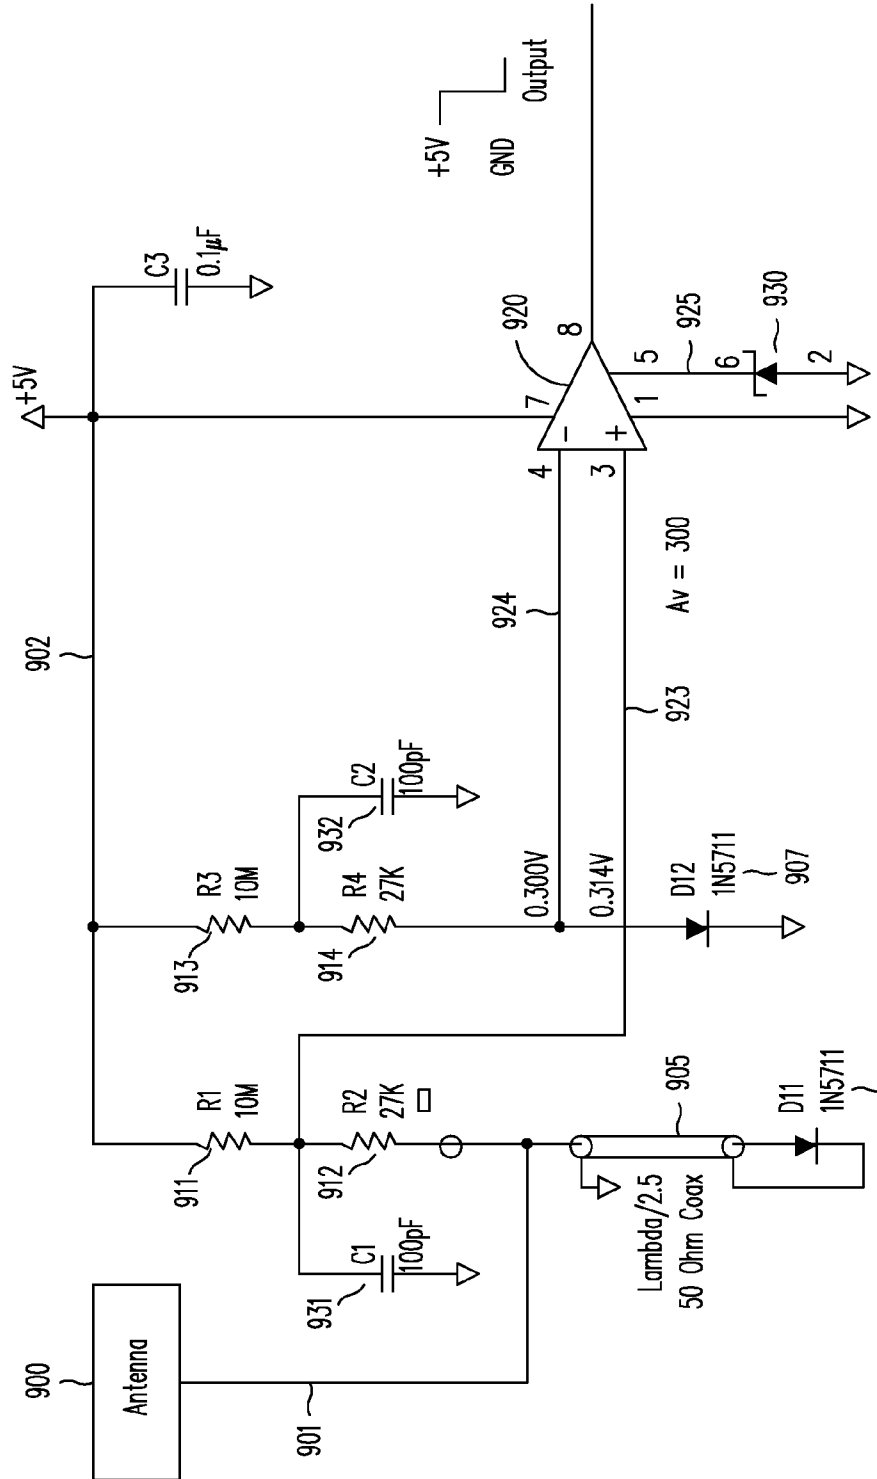 900
Antenna
901
902
+5V
911
R1
10M
931
C1
100pF
912
R2
27K
905
Lambda/2.5
50 Ohm Coax
D11
1N5711
913
R3
10M
932
C2
100pF
914
R4
27K
0.300V
0.314V
D12
1N5711
907
924
923
Av = 300
C3
0.1µF
920
4
3
7
8
1
5
6
2
925
930
+5V
GND
Output